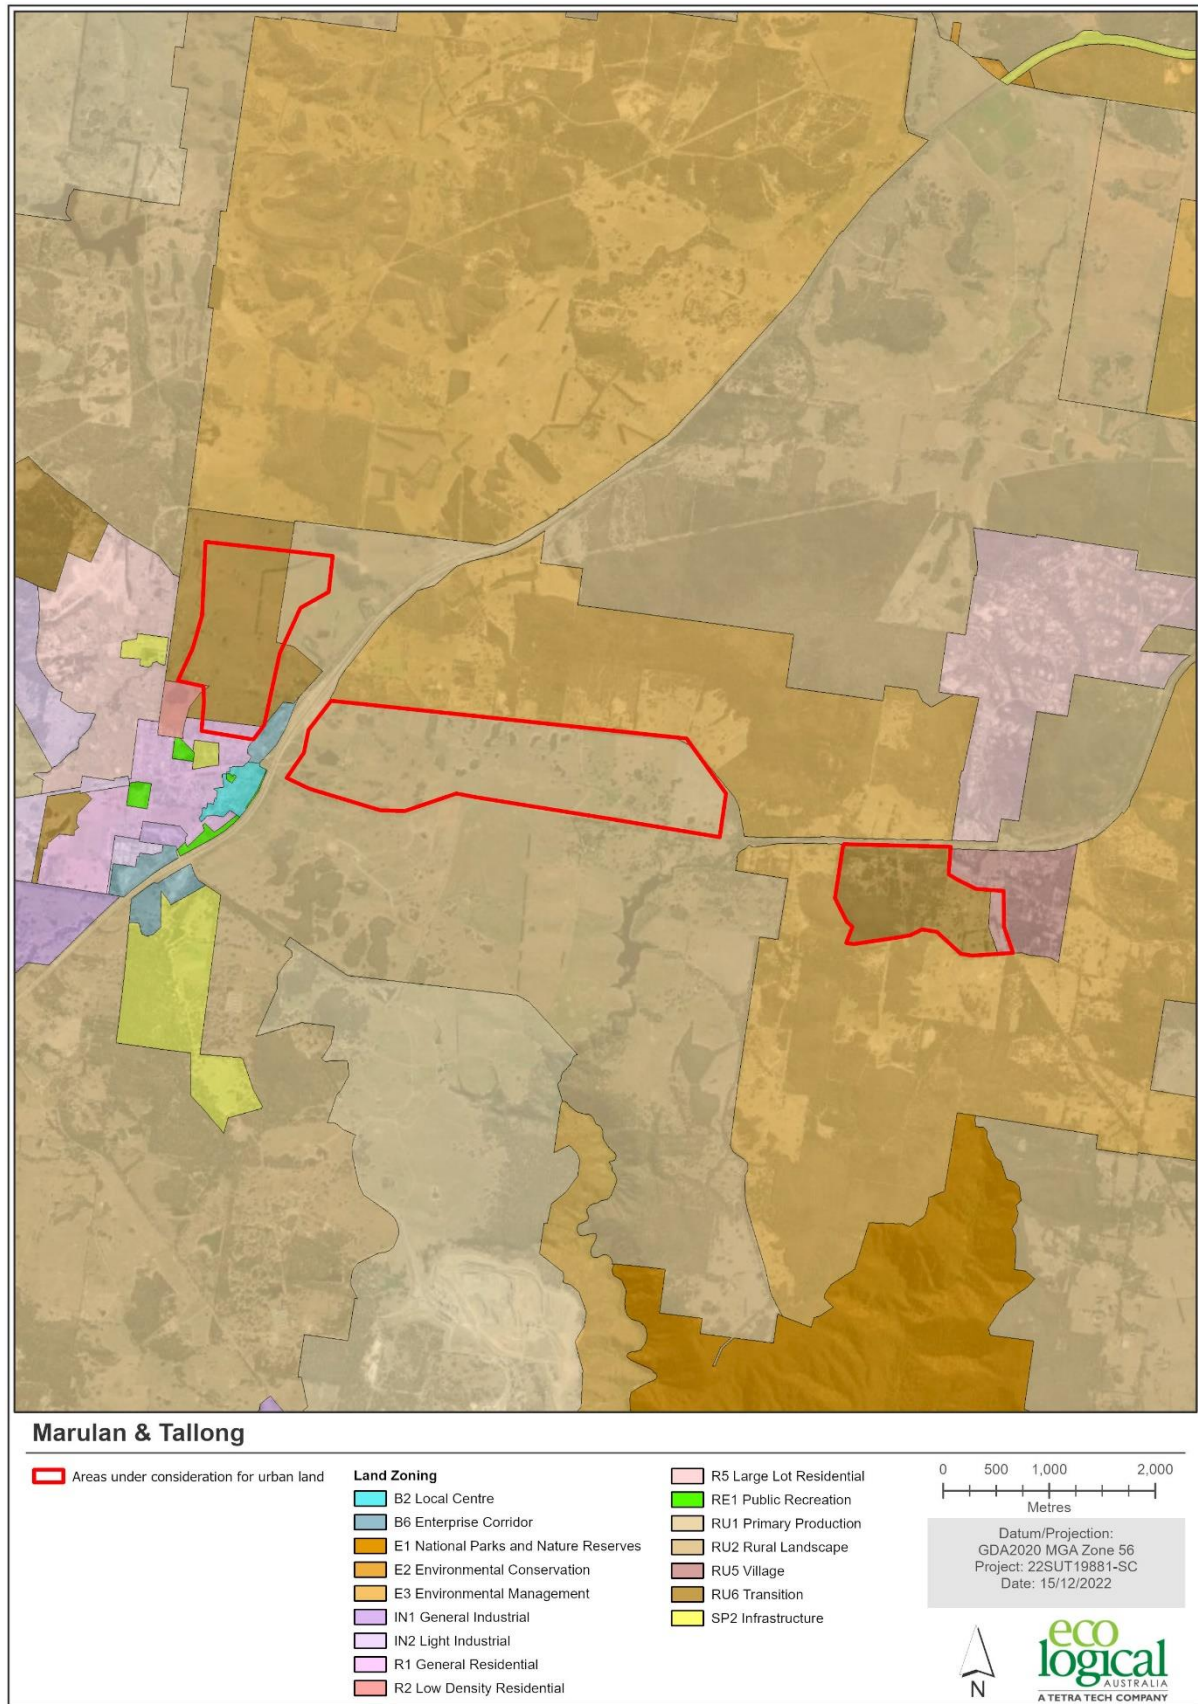 Marulan & Tallong
Areas under consideration for urban land
Land Zoning
B2 Local Centre
B6 Enterprise Corridor
E1 National Parks and Nature Reserves
E2 Environmental Conservation
E3 Environmental Management
IN1 General Industrial
IN2 Light Industrial
R1 General Residential
R2 Low Density Residential
R5 Large Lot Residential
RE1 Public Recreation
RU1 Primary Production
RU2 Rural Landscape
RU5 Village
RU6 Transition
SP2 Infrastructure
0 500 1,000 2,000
Metres
Datum/Projection:
GDA2020 MGA Zone 56
Project: 22SUT19881-SC
Date: 15/12/2022
N
eco
logical
AUSTRALIA
A TETRA TECH COMPANY